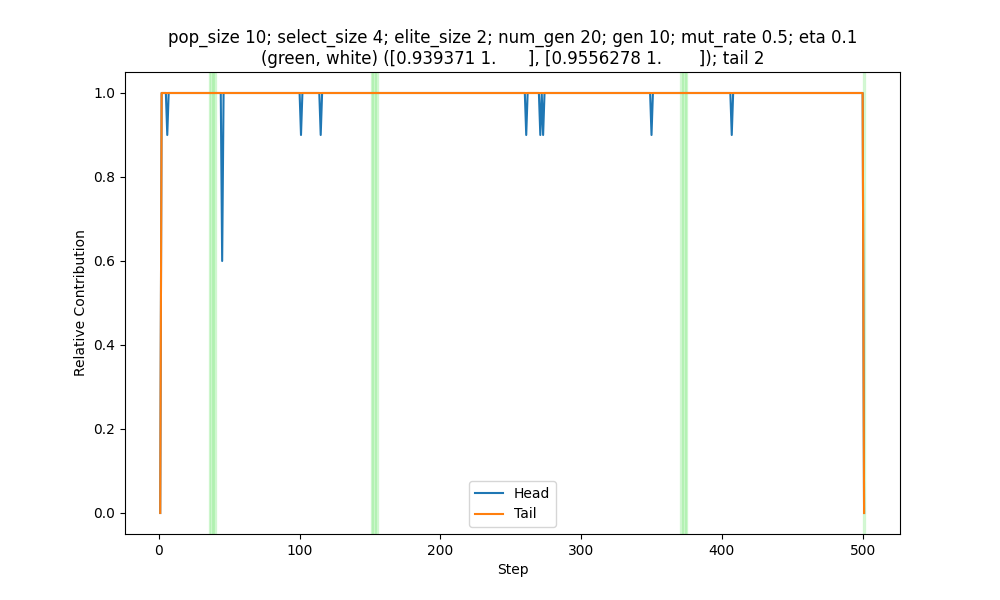 pop_size 10; select_size 4; elite_size 2; num_gen 20; gen 10; mut_rate 0.5; eta 0.1
(green, white) ([0.939371 1.      ], [0.9556278 1.       ]); tail 2
1.0
0.8
0.6
0.4
0.2
0.0
Relative Contribution
Head
Tail
0
100
200
300
400
500
Step